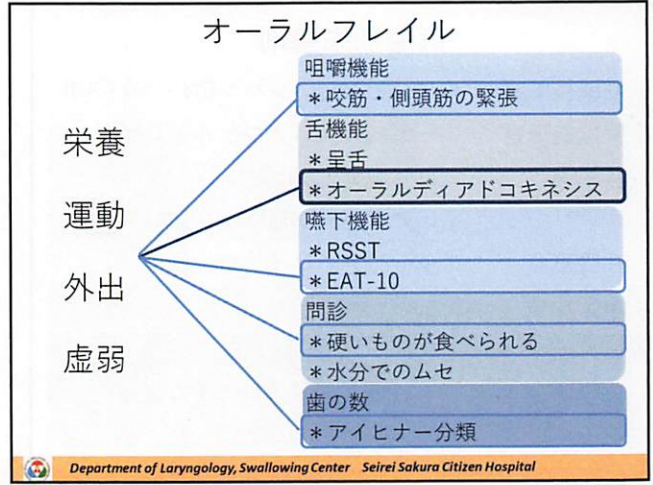 オーラルフレイル
栄養
運動
外出
虚弱
咀嚼機能
＊咬筋・側頭筋の緊張
舌機能
＊呈舌
＊オーラルディアドコキネシス
嚥下機能
＊RSST
＊EAT-10
問診
＊硬いものが食べられる
＊水分でのムセ
歯の数
＊アイヒナー分類
Department of Laryngology, Swallowing Center Seirei Sakura Citizen Hospital